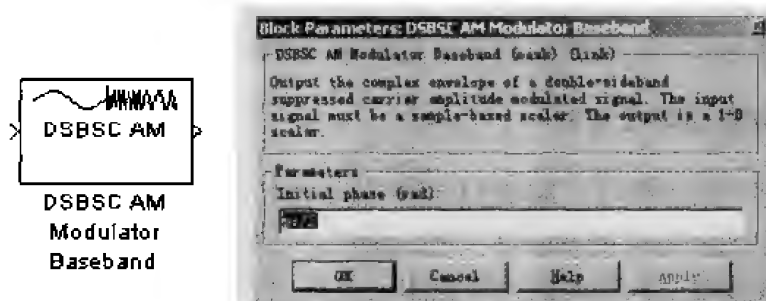 DSBSC AM
DSBSC AM
Modulator
Baseband
Block Parameters: DSBSC AM Modulator Baseband
DSBSC AM Modulator Baseband (mask) (link)
Output the complex envelope of a double-sideband
suppressed carrier amplitude modulated signal. The input
signal must be a sample-based scalar. The output is a 1-D
scalar.
Parameters
Initial phase (rad):
OK
Cancel
Help
Apply